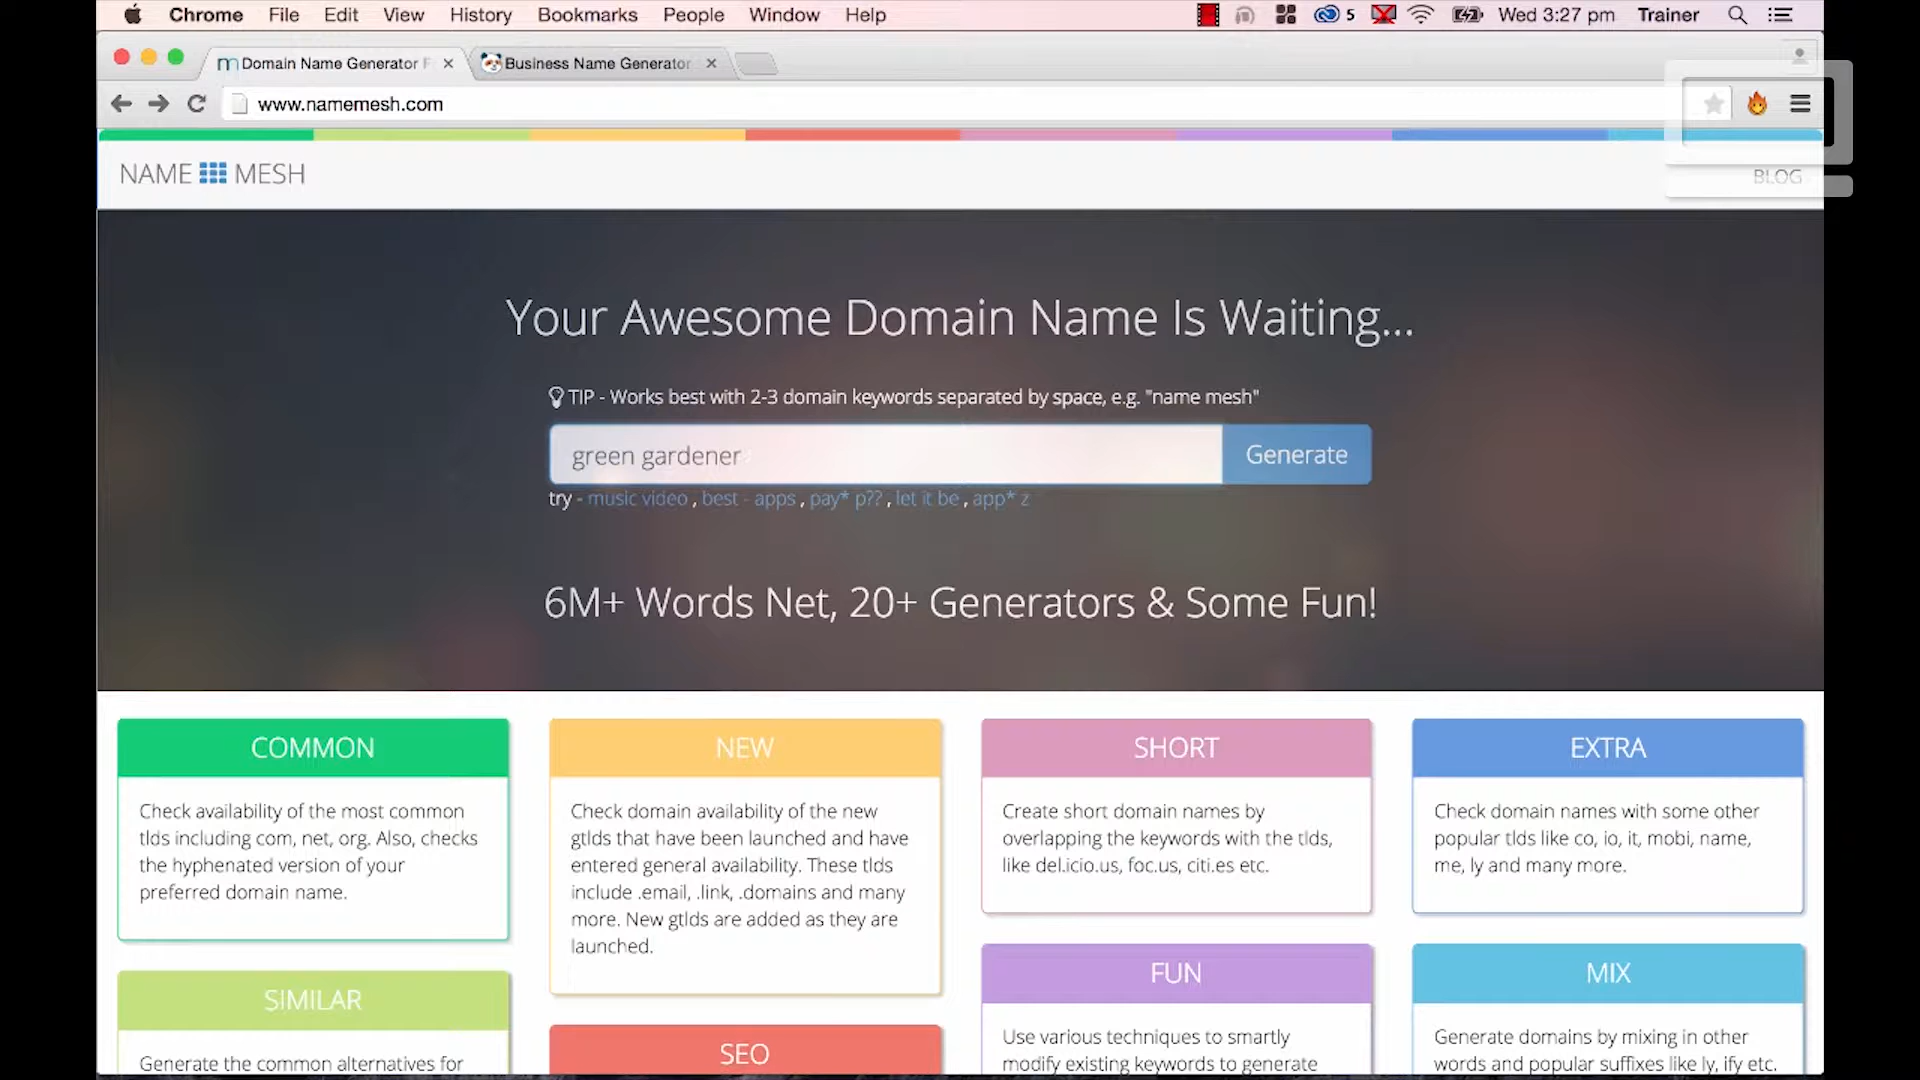 Chrome File Edit View History Bookmarks People Window Help 5 Wed 3:27 pm Trainer
Domain Name Generator F Business Name Generator
www.namemesh.com
NAME MESH BLOG
Your Awesome Domain Name Is Waiting...
TIP - Works best with 2-3 domain keywords separated by space, e.g. "name mesh"
green gardener Generate
try - music video , best - apps , pay* p?? , let it be , app* z
6M+ Words Net, 20+ Generators & Some Fun!
COMMON
Check availability of the most common
tlds including com, net, org. Also, checks
the hyphenated version of your
preferred domain name.
SIMILAR
Generate the common alternatives for
NEW
Check domain availability of the new
gtlds that have been launched and have
entered general availability. These tlds
include .email, .link, .domains and many
more. New gtlds are added as they are
launched.
SEO
SHORT
Create short domain names by
overlapping the keywords with the tlds,
like del.icio.us, foc.us, citi.es etc.
FUN
Use various techniques to smartly
modify existing keywords to generate
EXTRA
Check domain names with some other
popular tlds like co, io, it, mobi, name,
me, ly and many more.
MIX
Generate domains by mixing in other
words and popular suffixes like ly, ify etc.